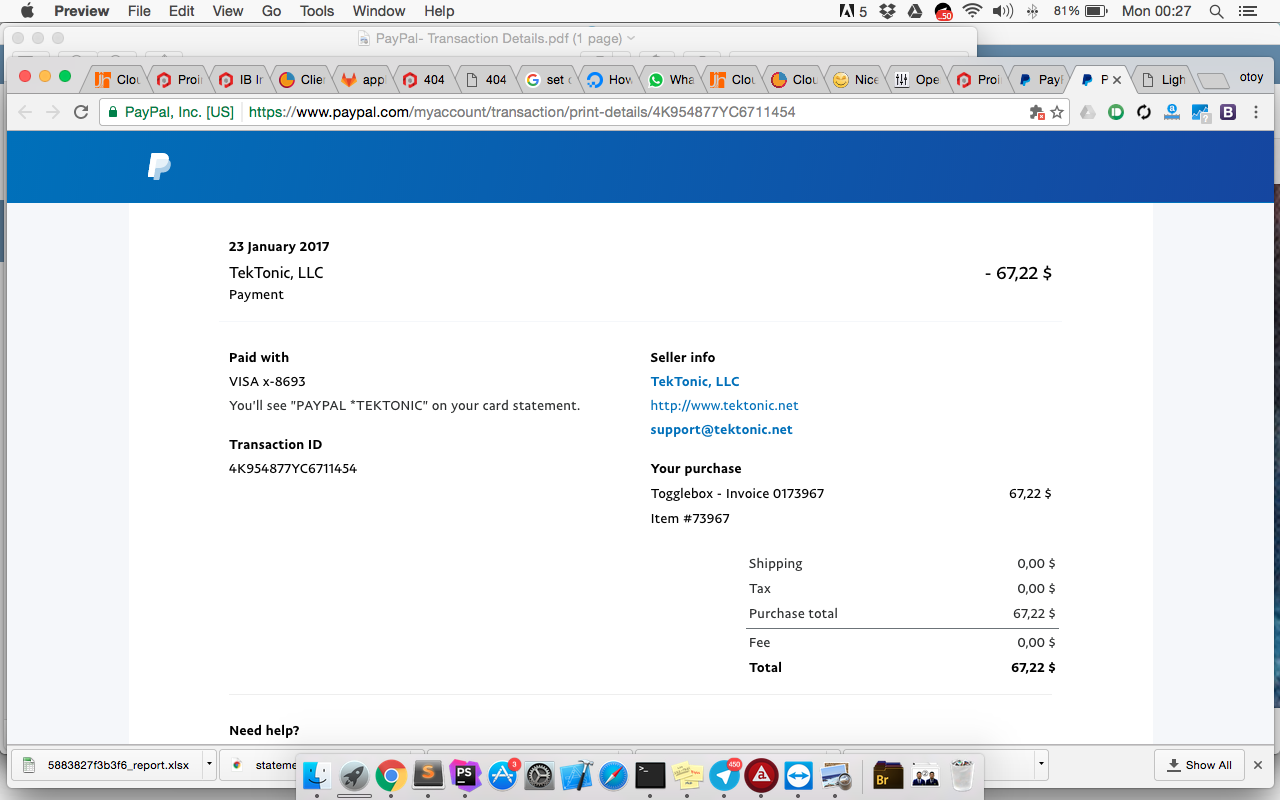 Preview File Edit View Go Tools Window Help 5 50 81% Mon 00:27
PayPal- Transaction Details.pdf (1 page)
Clou Proi IB Ir Clier app 404 404 set Hov Wha Clou Clou Nice Ope Proi Pay P Ligh otoy
PayPal, Inc. [US] https://www.paypal.com/myaccount/transaction/print-details/4K954877YC6711454
23 January 2017
TekTonic, LLC - 67,22 $
Payment
Paid with
VISA x-8693
You'll see "PAYPAL *TEKTONIC" on your card statement.
Transaction ID
4K954877YC6711454
Seller info
TekTonic, LLC
http://www.tektonic.net
support@tektonic.net
Your purchase
Togglebox - Invoice 0173967 67,22 $
Item #73967
Shipping 0,00 $
Tax 0,00 $
Purchase total 67,22 $
Fee 0,00 $
Total 67,22 $
Need help?
5883827f3b3f6_report.xlsx stateme Show All
S PS 3 450 Br